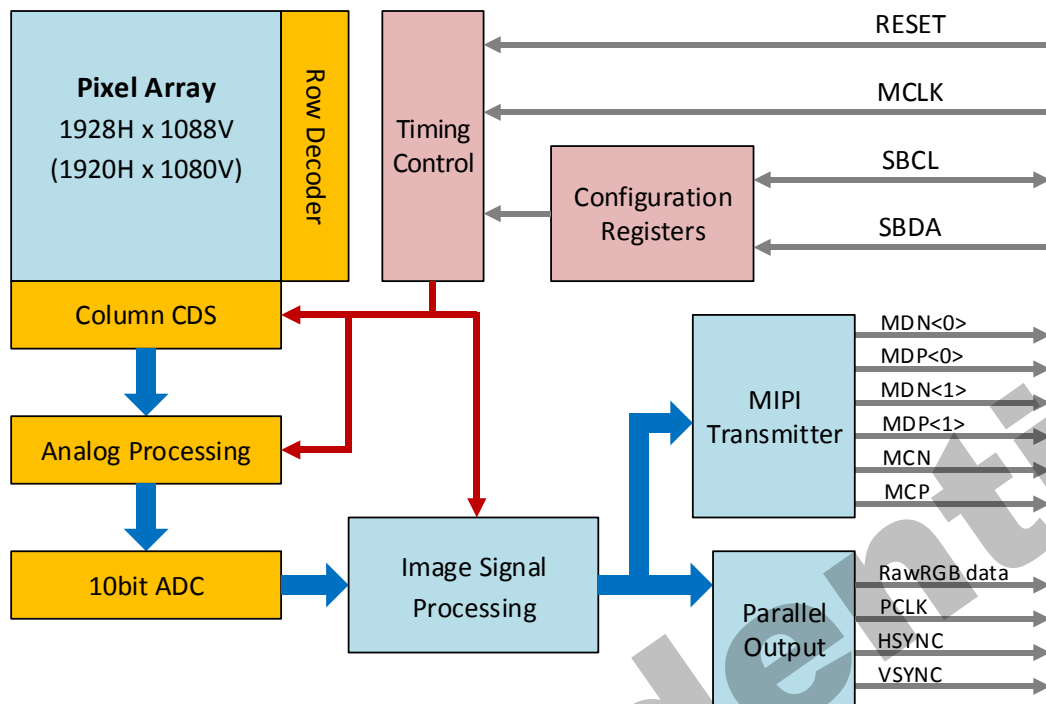 Pixel Array
1928H x 1088V
(1920H x 1080V)
Row Decoder
Column CDS
Analog Processing
10bit ADC
Timing
Control
Configuration
Registers
RESET
MCLK
SBCL
SBDA
Image Signal
Processing
MIPI
Transmitter
MDN<0>
MDP<0>
MDN<1>
MDP<1>
MCN
MCP
Parallel
Output
RawRGB data
PCLK
HSYNC
VSYNC
denti